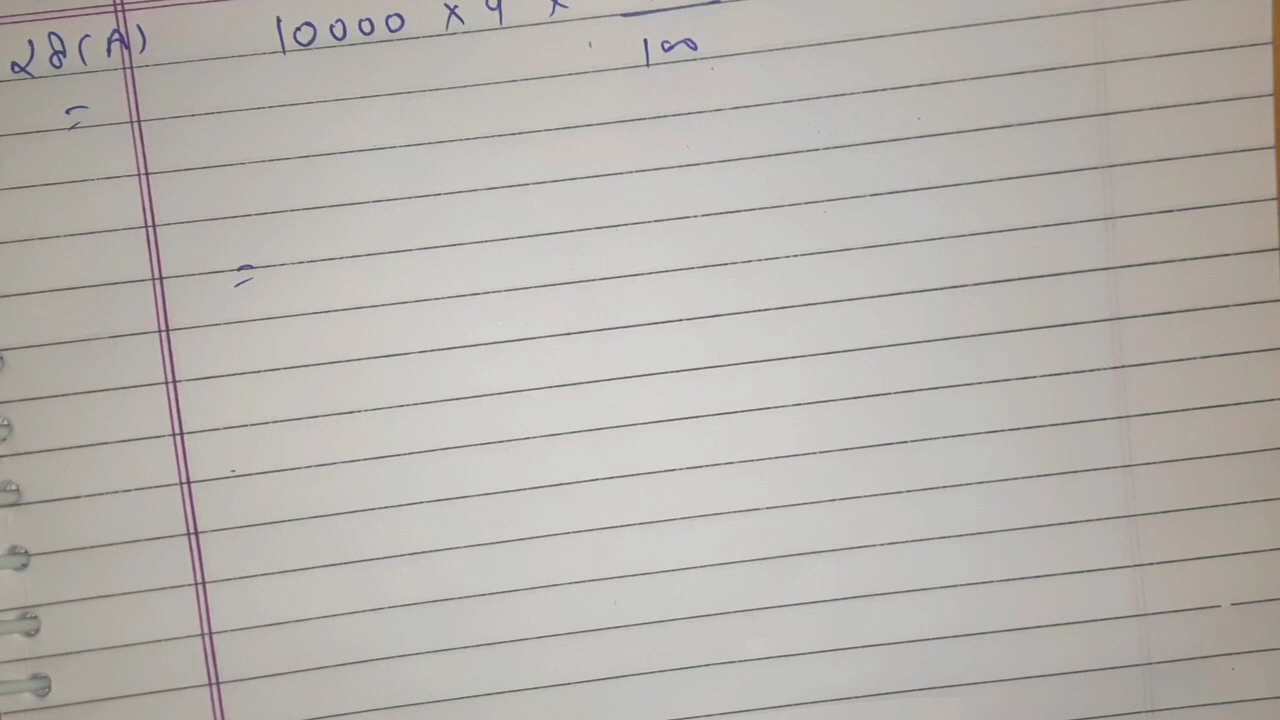 28(A) 10000 x 4 x
100
=
=